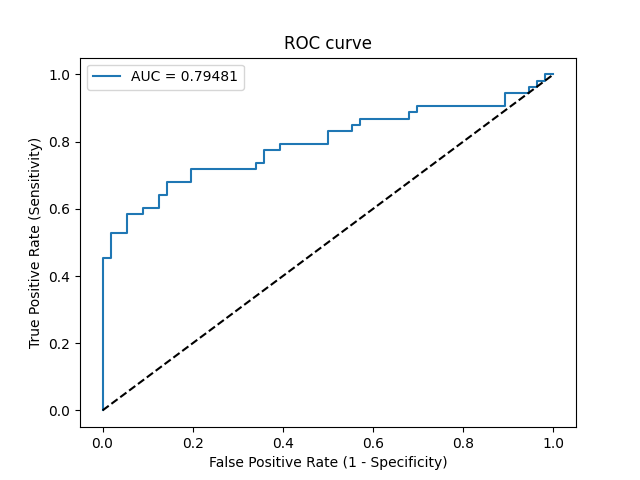 ROC curve
AUC = 0.79481
1.0
0.8
0.6
0.4
0.2
0.0
True Positive Rate (Sensitivity)
0.0 0.2 0.4 0.6 0.8 1.0
False Positive Rate (1 - Specificity)